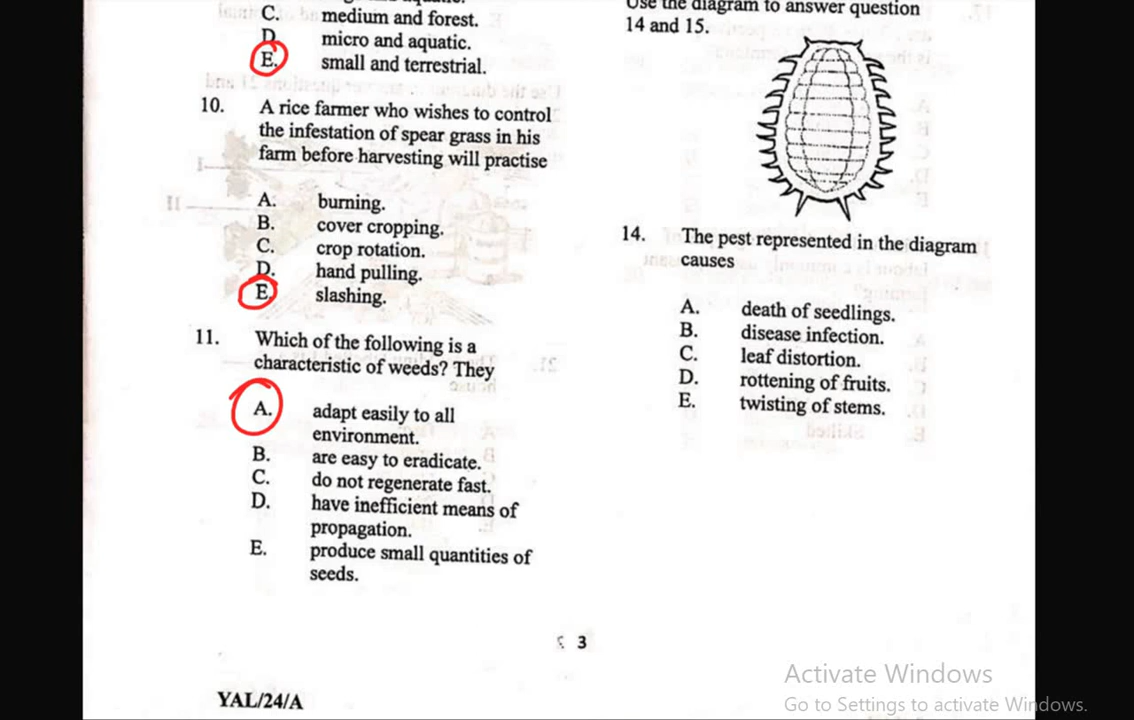 C. medium and forest.
D. micro and aquatic.
E. small and terrestrial.
10. A rice farmer who wishes to control
the infestation of spear grass in his
farm before harvesting will practise
A. burning.
B. cover cropping.
C. crop rotation.
D. hand pulling.
E. slashing.
11. Which of the following is a
characteristic of weeds? They
A. adapt easily to all
environment.
B. are easy to eradicate.
C. do not regenerate fast.
D. have inefficient means of
propagation.
E. produce small quantities of
seeds.
Use the diagram to answer question
14 and 15.
14. The pest represented in the diagram
causes
A. death of seedlings.
B. disease infection.
C. leaf distortion.
D. rottening of fruits.
E. twisting of stems.
3
YAL/24/A
Activate Windows
Go to Settings to activate Windows.